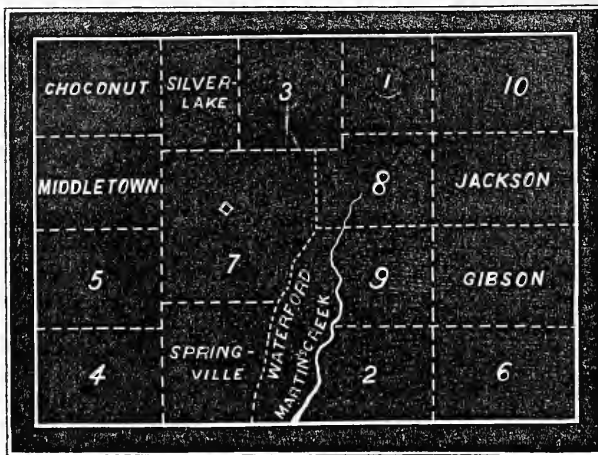 CHOCONUT
SILVER-
LAKE
3
1
10
MIDDLETOWN
8
JACKSON
5
7
WATERFORD
MARTIN'S CREEK
9
GIBSON
4
SPRING-
VILLE
2
6